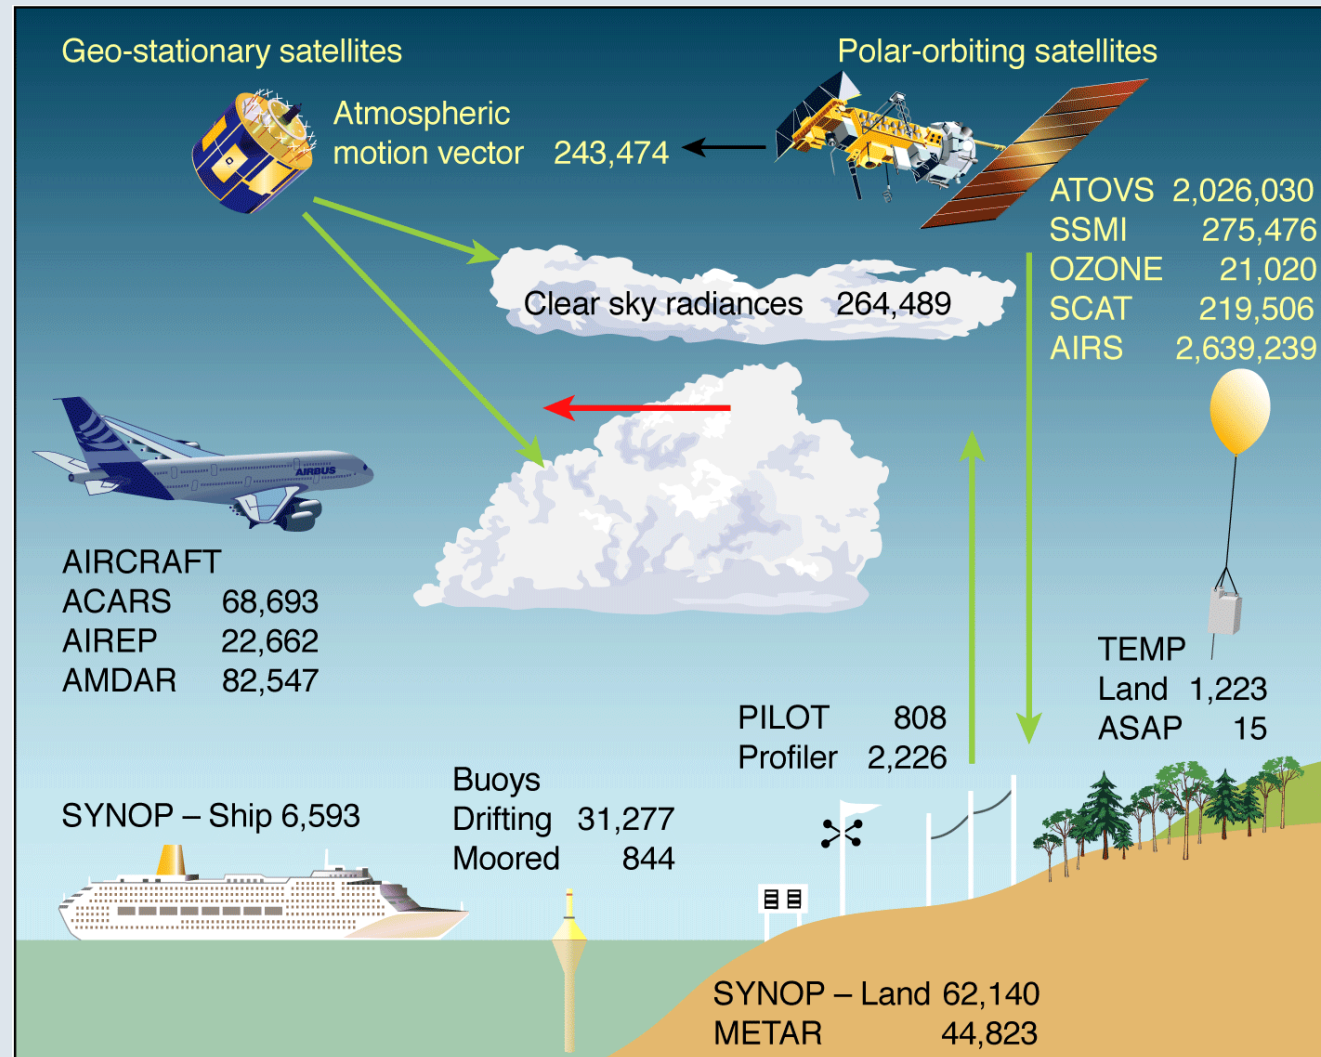 Geo-stationary satellites
Polar-orbiting satellites
Atmospheric
motion vector 243,474
ATOVS 2,026,030
SSMI 275,476
OZONE 21,020
SCAT 219,506
AIRS 2,639,239
Clear sky radiances 264,489
AIRBUS
AIRCRAFT
ACARS 68,693
AIREP 22,662
AMDAR 82,547
TEMP
Land 1,223
ASAP 15
PILOT 808
Profiler 2,226
Buoys
Drifting 31,277
Moored 844
SYNOP – Ship 6,593
SYNOP – Land 62,140
METAR 44,823